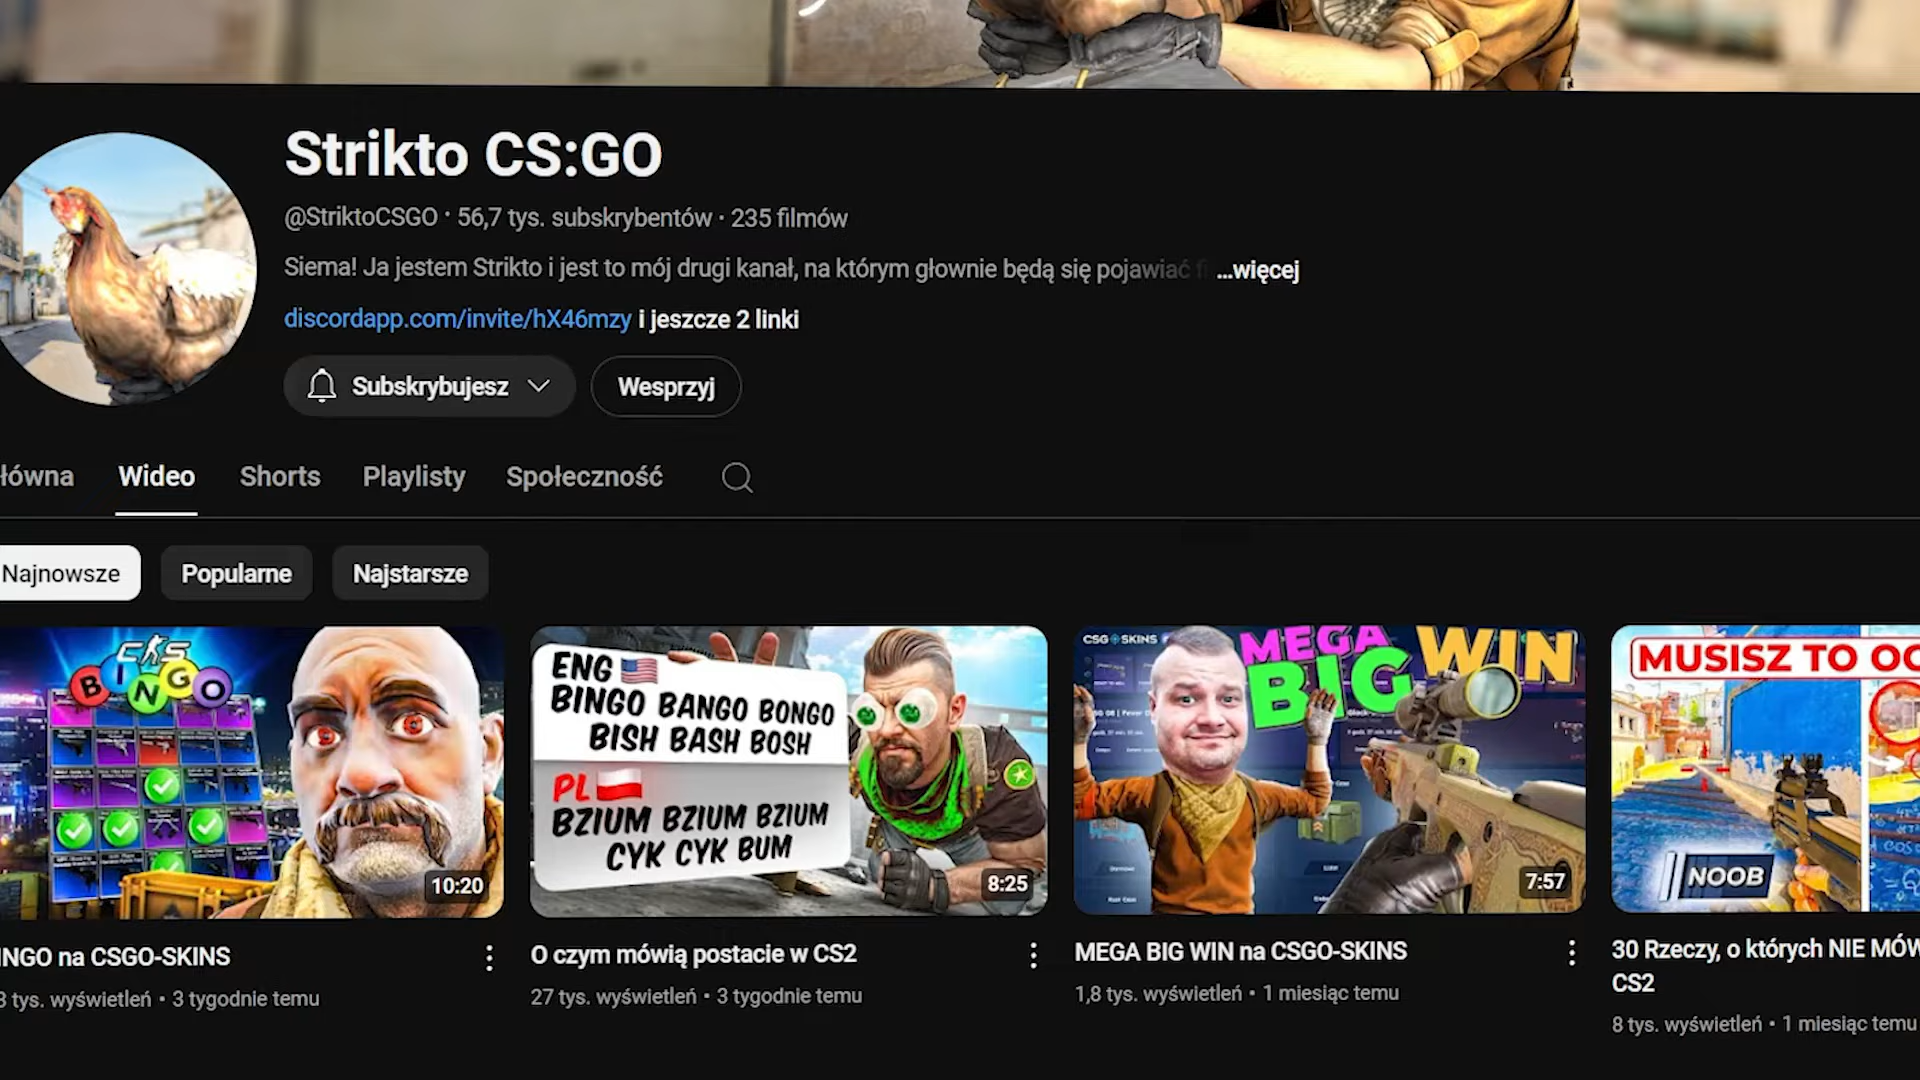 Strikto CS:GO
@StriktoCSGO • 56,7 tys. subskrybentów • 235 filmów
Siema! Ja jestem Strikto i jest to mój drugi kanał, na którym głownie będą się pojawiać ...więcej
discordapp.com/invite/hX46mzy i jeszcze 2 linki
Subskrybujesz
Wesprzyj
łówna Wideo Shorts Playlisty Społeczność
Najnowsze Popularne Najstarsze
CS
BINGO
10:20
ENG
BINGO BANGO BONGO
BISH BASH BOSH
PL
BZIUM BZIUM BZIUM
CYK CYK BUM
8:25
CSG SKINS
MEGA
BIG WIN
7:57
MUSISZ TO OC
NOOB
INGO na CSGO-SKINS
3 tys. wyświetleń • 3 tygodnie temu
O czym mówią postacie w CS2
27 tys. wyświetleń • 3 tygodnie temu
MEGA BIG WIN na CSGO-SKINS
1,8 tys. wyświetleń • 1 miesiąc temu
30 Rzeczy, o których NIE MÓW
CS2
8 tys. wyświetleń • 1 miesiąc temu